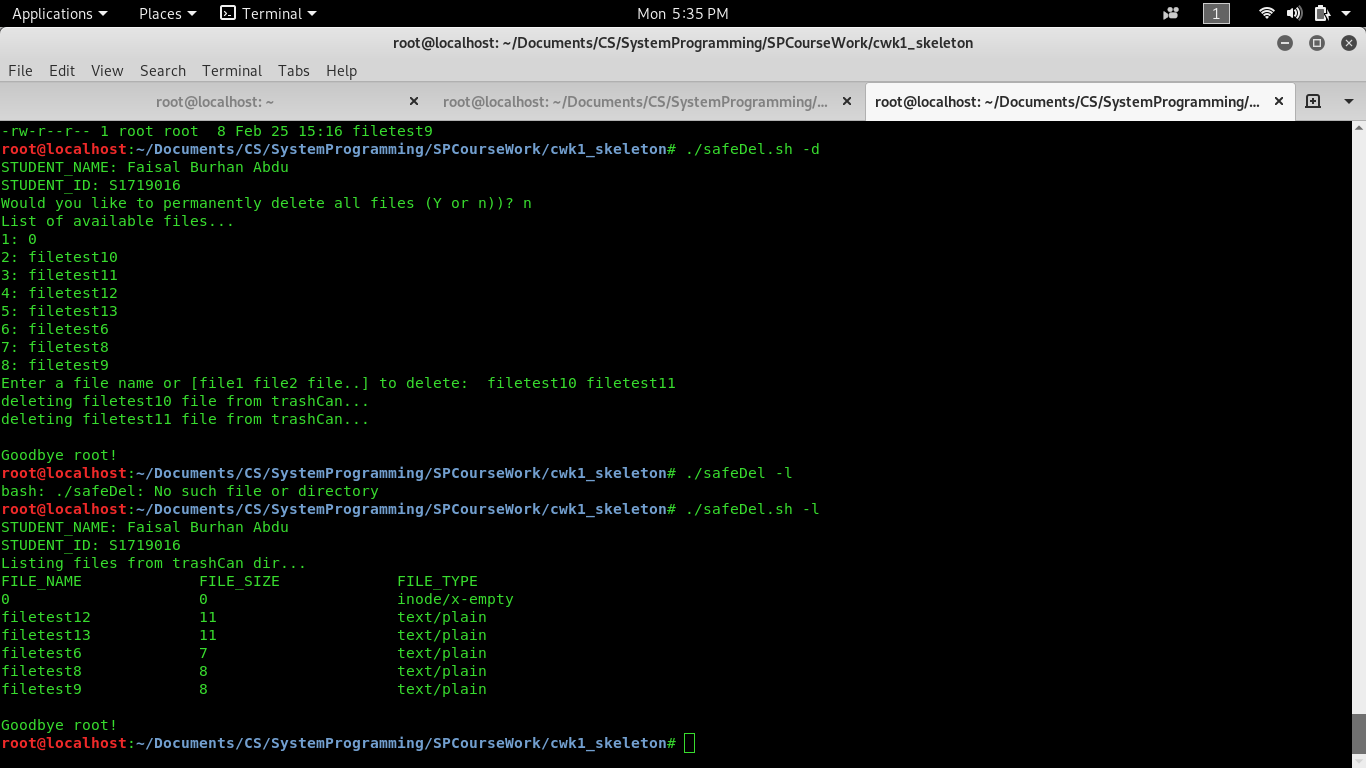 Applications Places Terminal Mon 5:35 PM 1
root@localhost: ~/Documents/CS/SystemProgramming/SPCourseWork/cwk1_skeleton
File Edit View Search Terminal Tabs Help
root@localhost: ~ root@localhost: ~/Documents/CS/SystemProgramming/... root@localhost: ~/Documents/CS/SystemProgramming/...
-rw-r--r-- 1 root root  8 Feb 25 15:16 filetest9
root@localhost:~/Documents/CS/SystemProgramming/SPCourseWork/cwk1_skeleton# ./safeDel.sh -d
STUDENT_NAME: Faisal Burhan Abdu
STUDENT_ID: S1719016
Would you like to permanently delete all files (Y or n))? n
List of available files...
1: 0
2: filetest10
3: filetest11
4: filetest12
5: filetest13
6: filetest6
7: filetest8
8: filetest9
Enter a file name or [file1 file2 file..] to delete:  filetest10 filetest11
deleting filetest10 file from trashCan...
deleting filetest11 file from trashCan...
Goodbye root!
root@localhost:~/Documents/CS/SystemProgramming/SPCourseWork/cwk1_skeleton# ./safeDel -l
bash: ./safeDel: No such file or directory
root@localhost:~/Documents/CS/SystemProgramming/SPCourseWork/cwk1_skeleton# ./safeDel.sh -l
STUDENT_NAME: Faisal Burhan Abdu
STUDENT_ID: S1719016
Listing files from trashCan dir...
FILE_NAME             FILE_SIZE             FILE_TYPE
0                     0                     inode/x-empty
filetest12            11                    text/plain
filetest13            11                    text/plain
filetest6             7                     text/plain
filetest8             8                     text/plain
filetest9             8                     text/plain
Goodbye root!
root@localhost:~/Documents/CS/SystemProgramming/SPCourseWork/cwk1_skeleton#